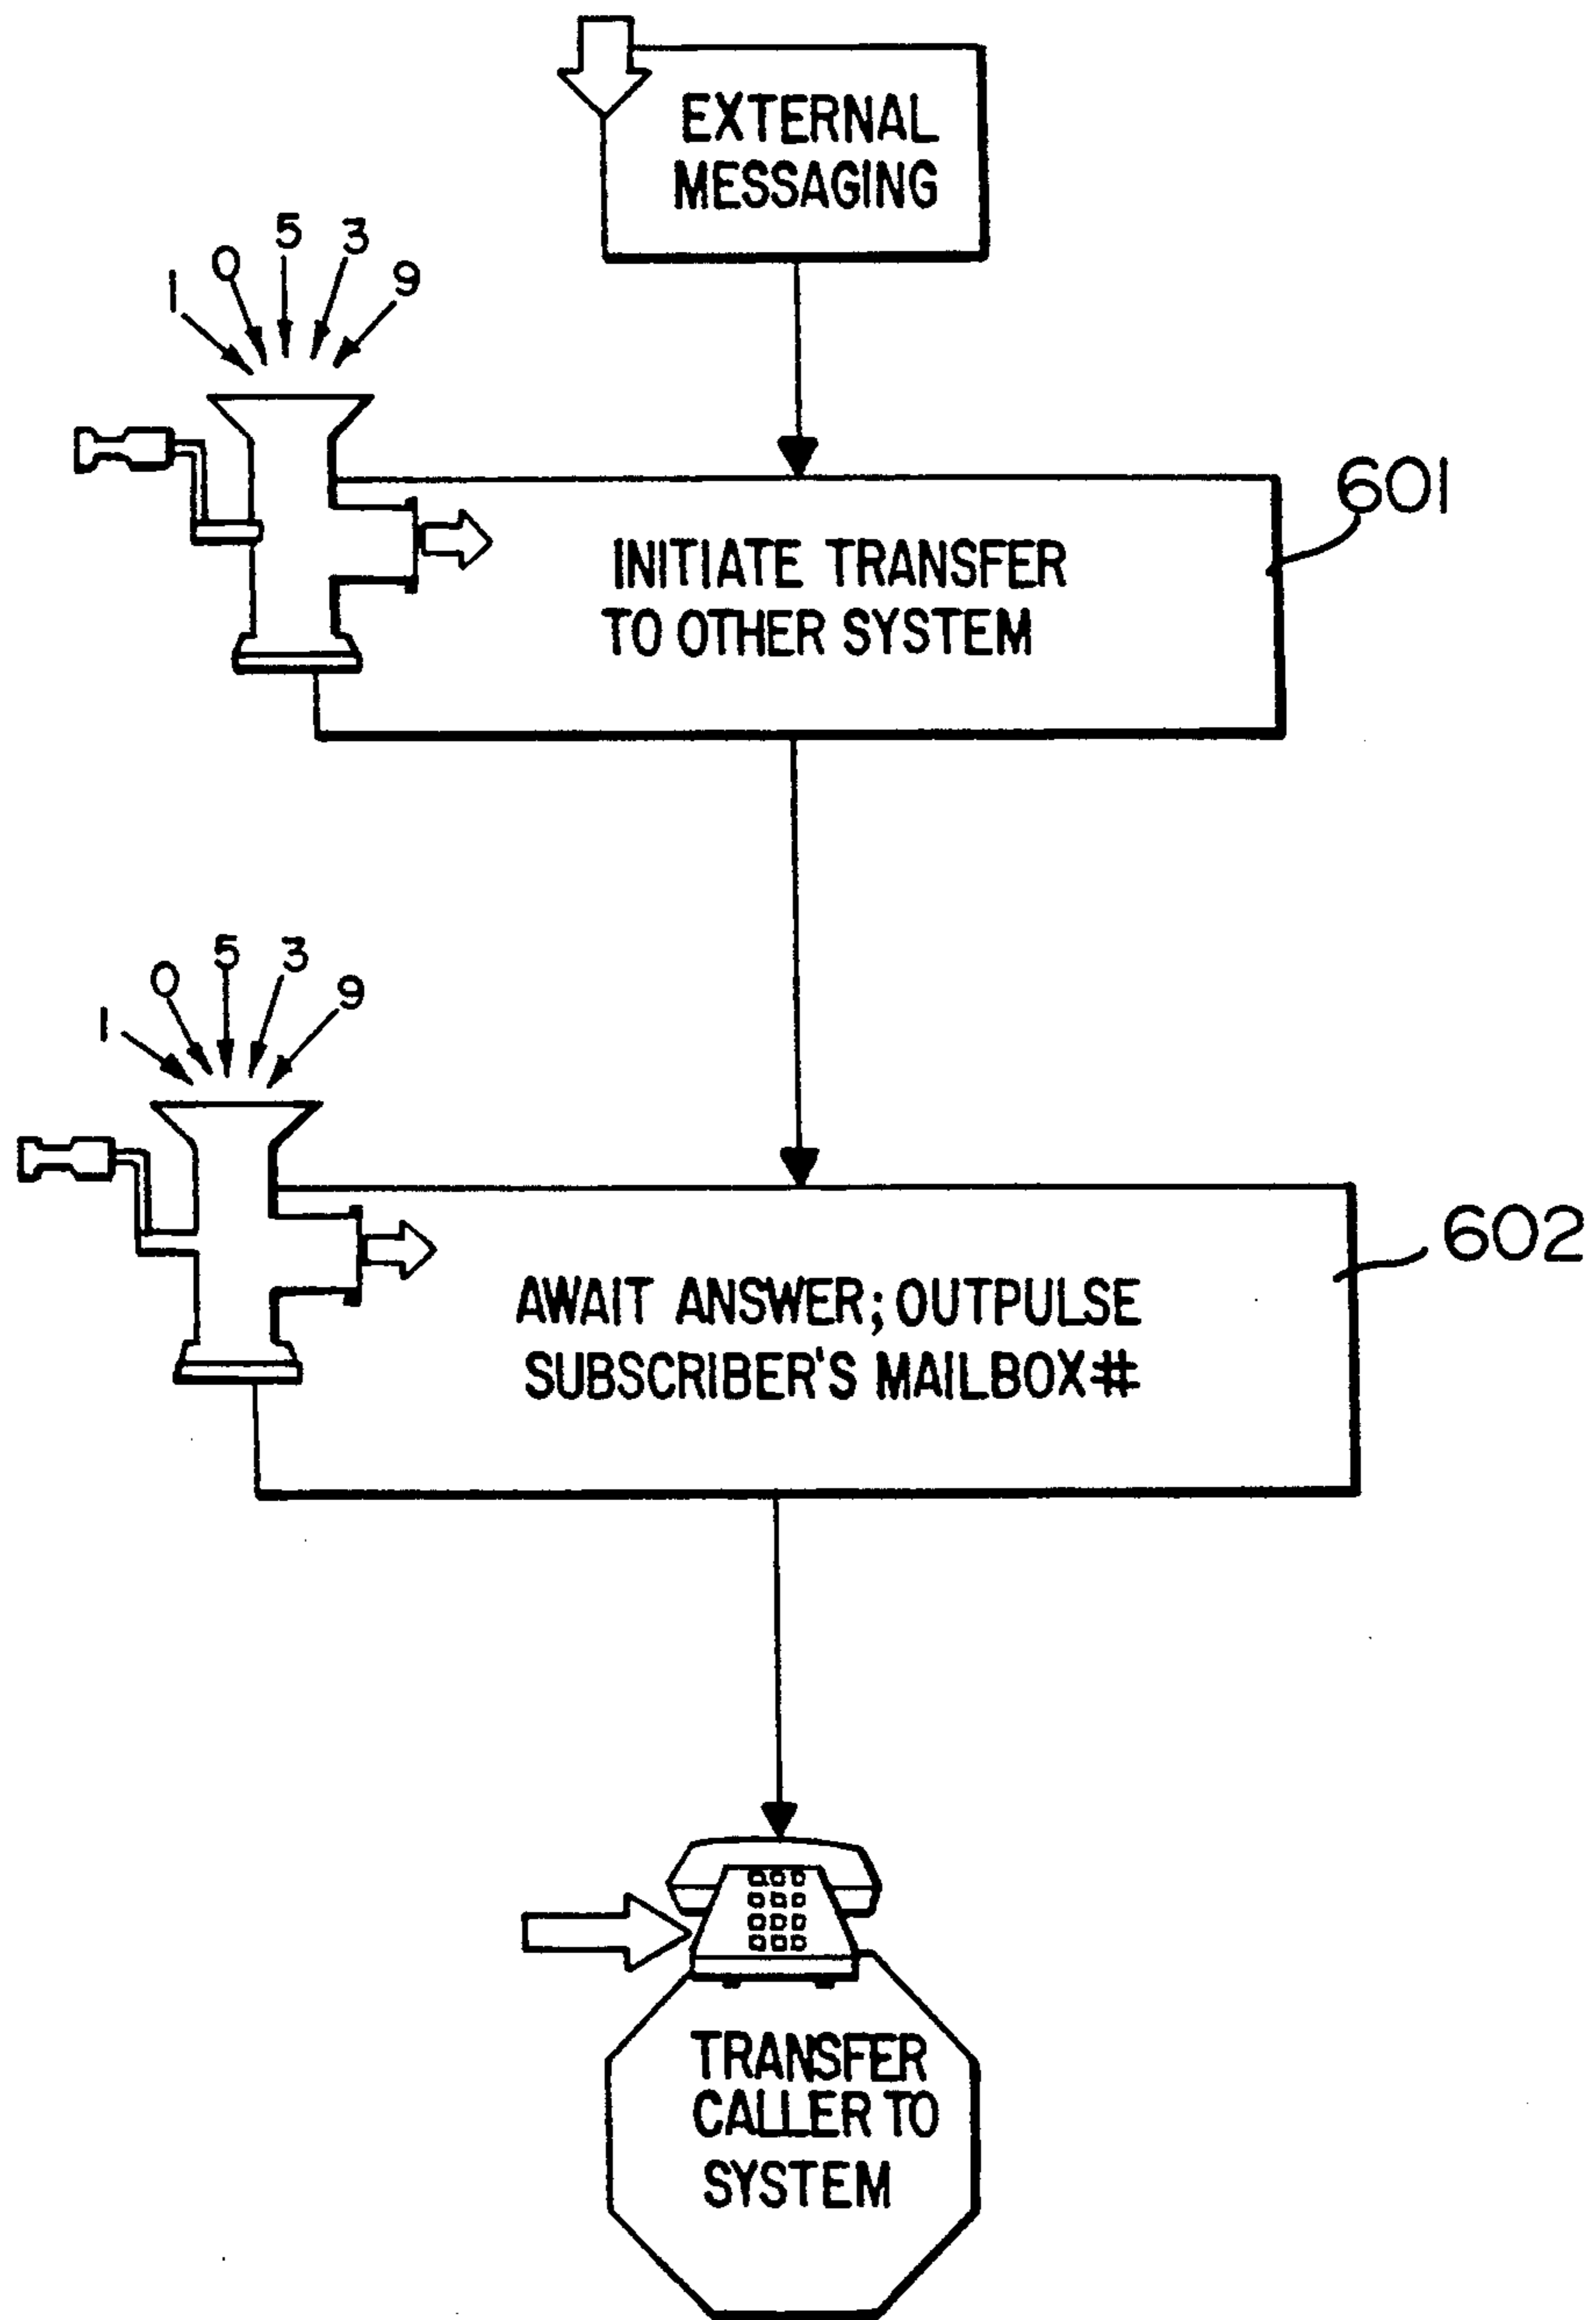 EXTERNAL
MESSAGING
1 0 5 3 9
601
INITIATE TRANSFER
TO OTHER SYSTEM
1 0 5 3 9
602
AWAIT ANSWER; OUTPULSE
SUBSCRIBER'S MAILBOX#
TRANSFER
CALLER TO
SYSTEM